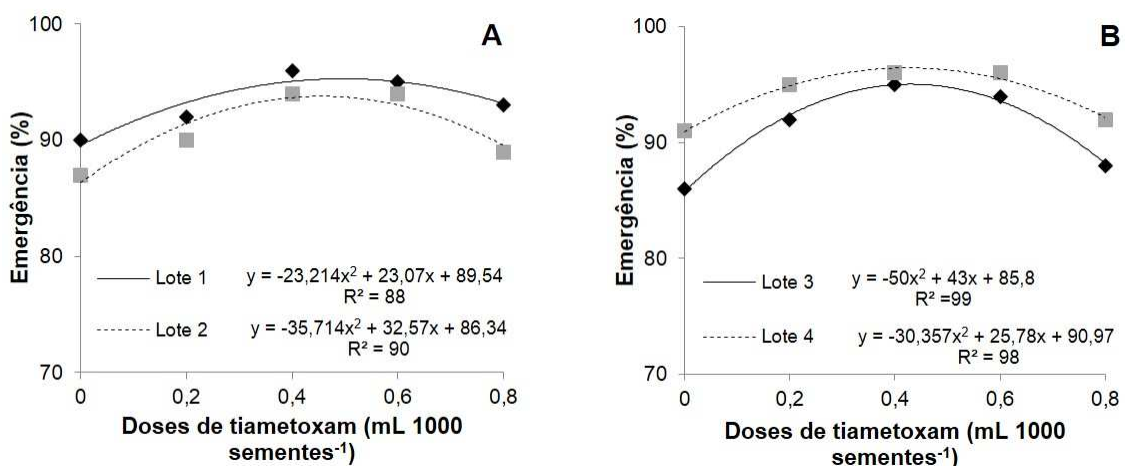 A
100
90
80
70
Emergência (%)
Lote 1 y = -23,214x² + 23,07x + 89,54
R² = 88
Lote 2 y = -35,714x² + 32,57x + 86,34
R² = 90
0 0,2 0,4 0,6 0,8
Doses de tiametoxam (mL 1000
sementes⁻¹)
B
100
90
80
70
Emergência (%)
Lote 3 y = -50x² + 43x + 85,8
R² =99
Lote 4 y = -30,357x² + 25,78x + 90,97
R² = 98
0 0,2 0,4 0,6 0,8
Doses de tiametoxam (mL 1000
sementes⁻¹)